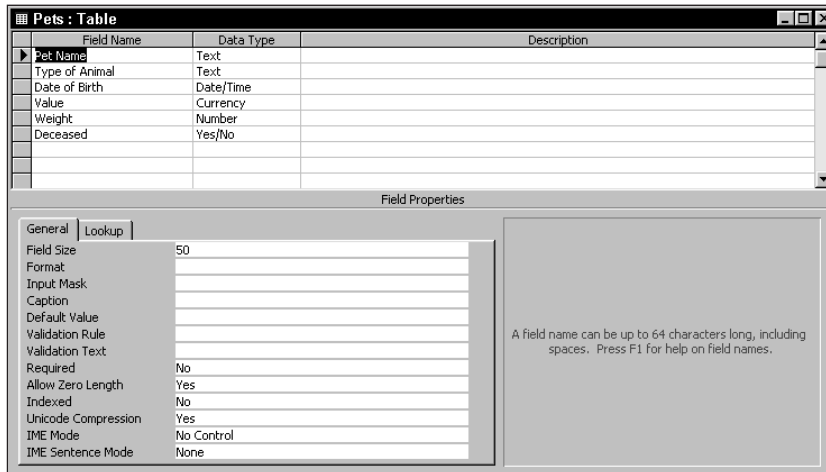 Pets : Table
Field Name Data Type Description
Pet Name Text
Type of Animal Text
Date of Birth Date/Time
Value Currency
Weight Number
Deceased Yes/No
Field Properties
General Lookup
Field Size 50
Format
Input Mask
Caption
Default Value
Validation Rule
Validation Text
Required No
Allow Zero Length Yes
Indexed No
Unicode Compression Yes
IME Mode No Control
IME Sentence Mode None
A field name can be up to 64 characters long, including
spaces. Press F1 for help on field names.